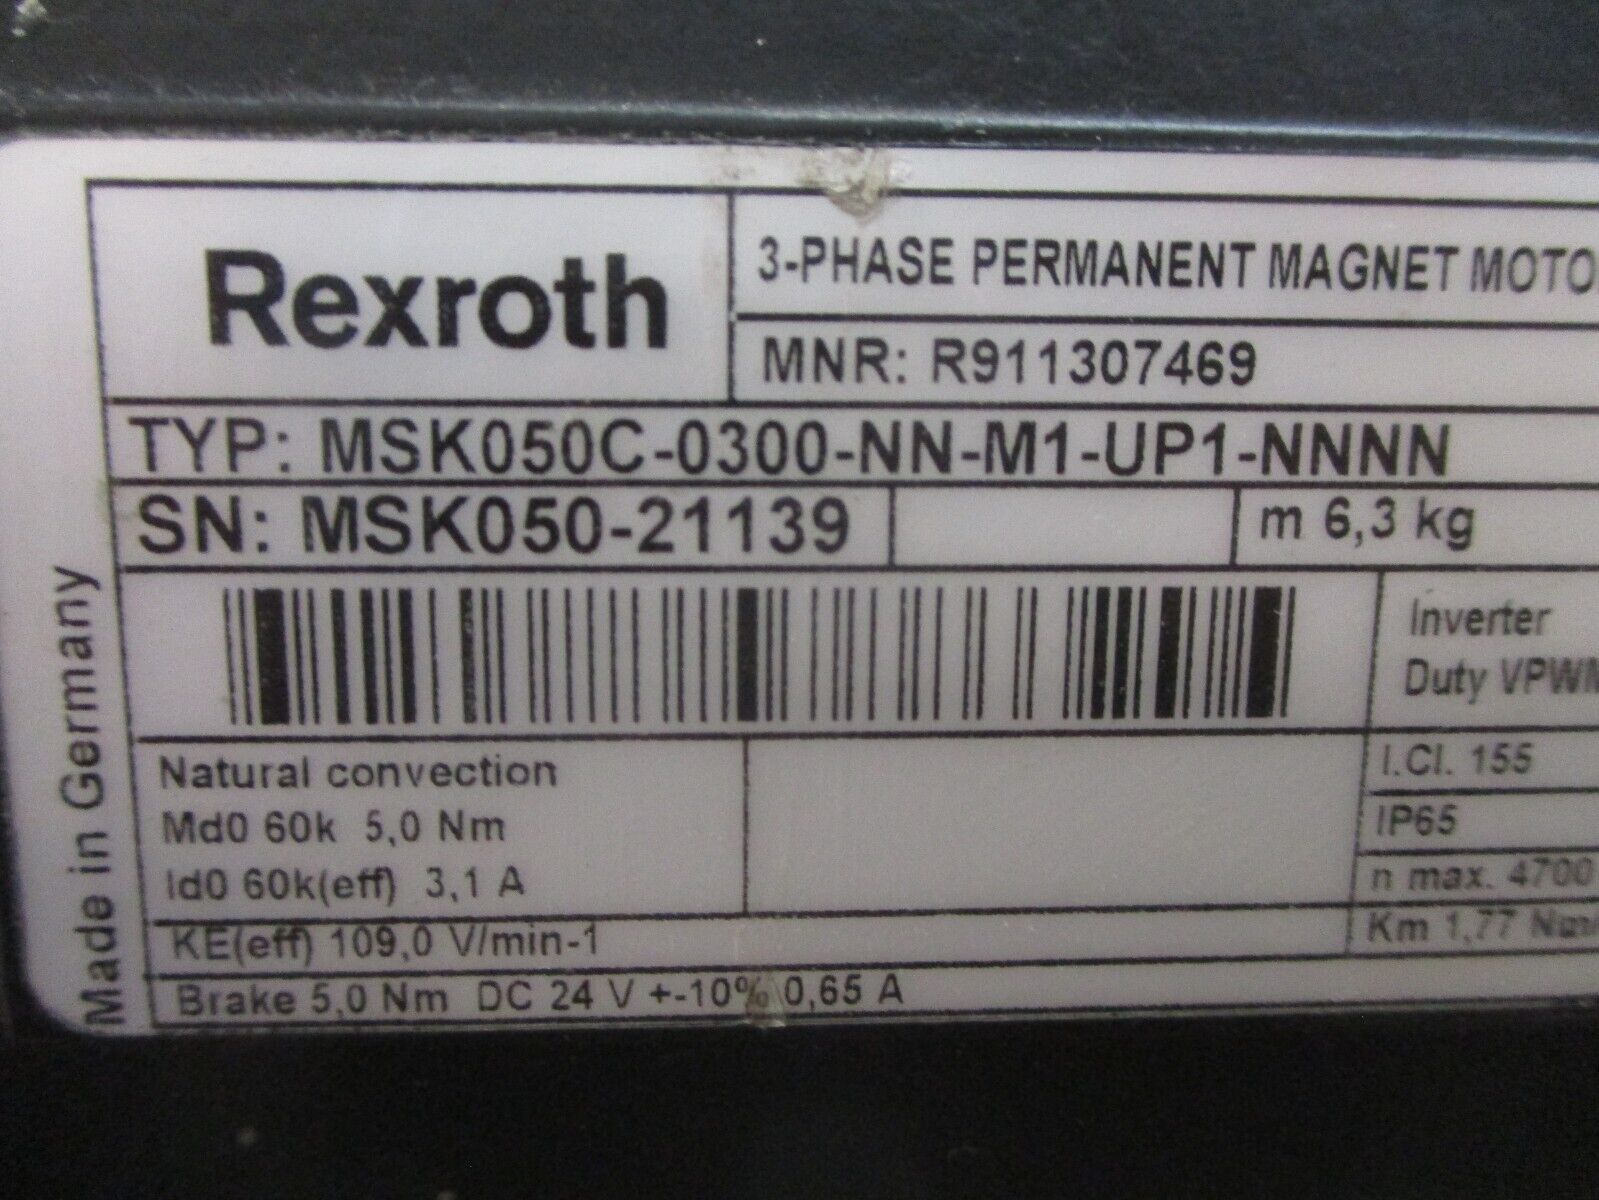 Rexroth
3-PHASE PERMANENT MAGNET MOTO
MNR: R911307469
TYP: MSK050C-0300-NN-M1-UP1-NNNN
SN: MSK050-21139
m 6,3 kg
Inverter
Duty VPWM
Natural convection
Md0 60k 5,0 Nm
Id0 60k(eff) 3,1 A
I.Cl. 155
IP65
n max. 4700
KE(eff) 109,0 V/min-1
Km 1,77 Nm/
Brake 5,0 Nm DC 24 V +-10% 0,65 A
Made in Germany